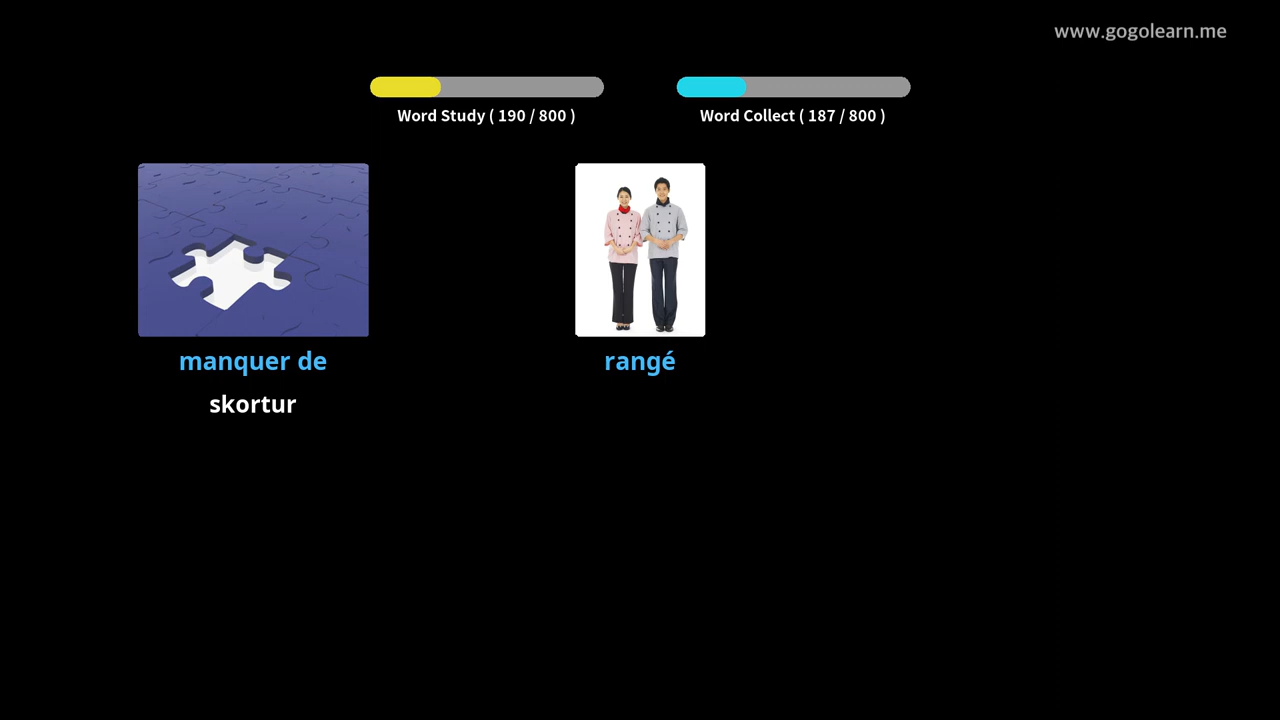 www.gogolearn.me
Word Study ( 190 / 800 )
Word Collect ( 187 / 800 )
manquer de
skortur
rangé